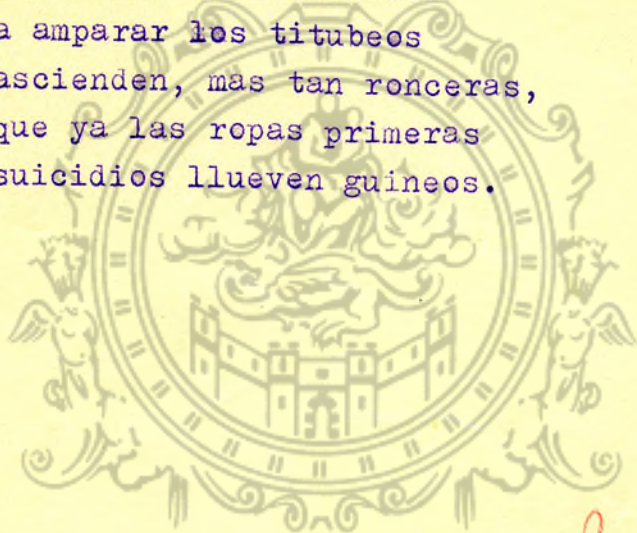 a amparar los titubeos
ascienden, mas tan ronceras,
que ya las ropas primeras
suicidios llueven guineos.